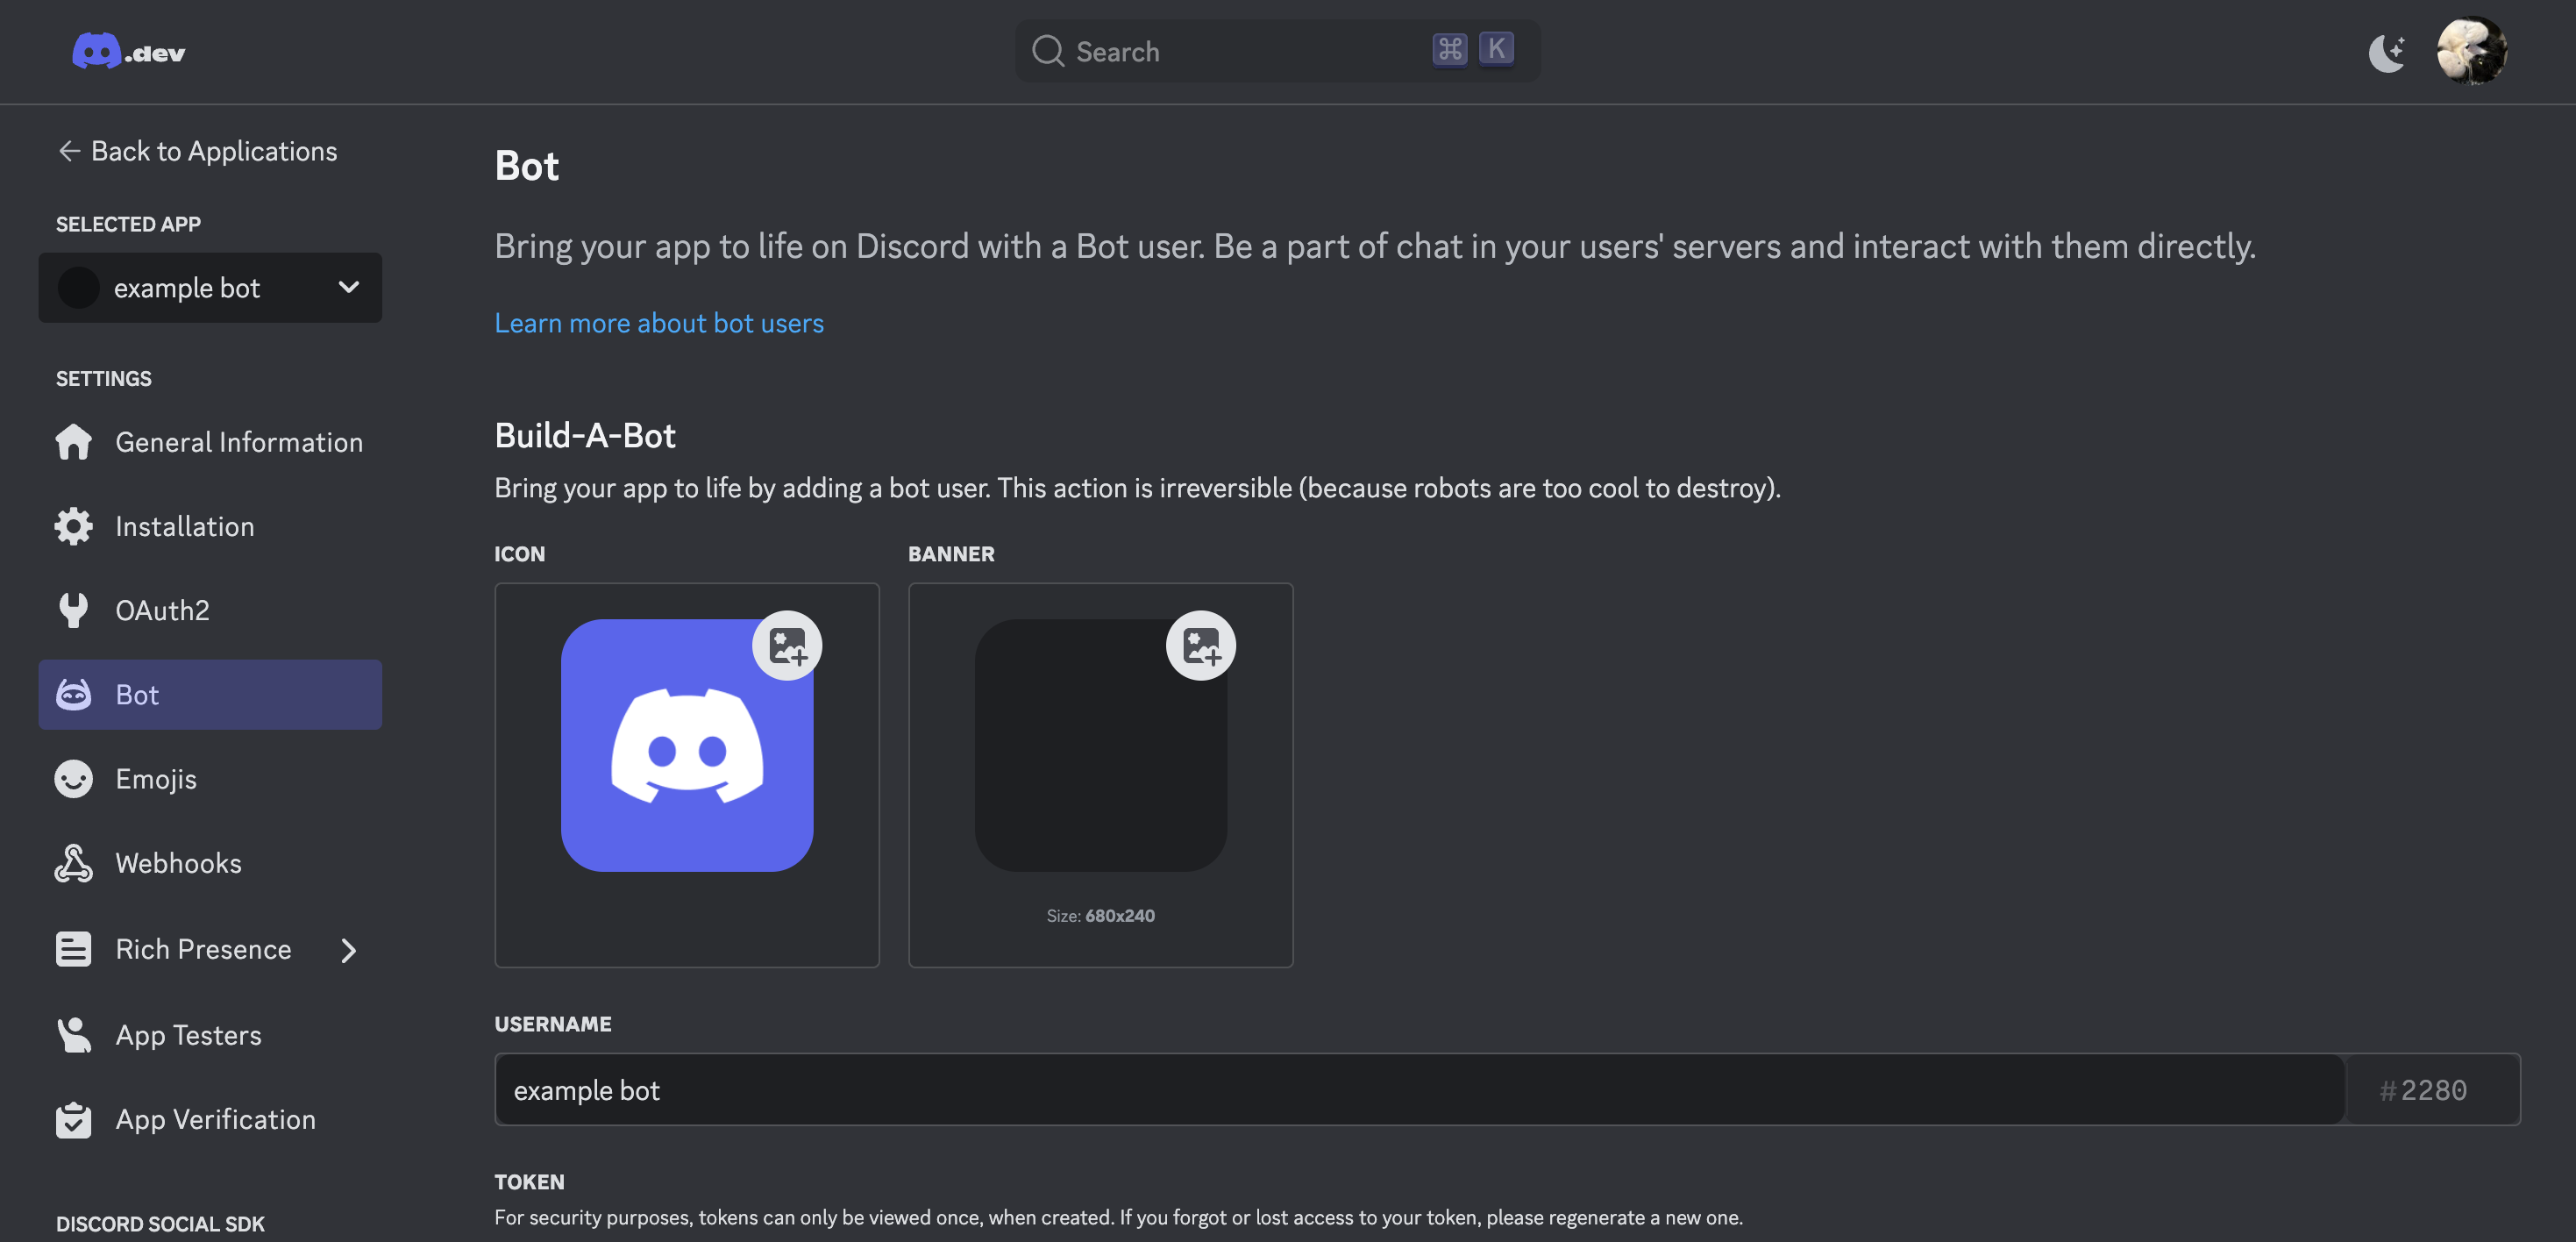 .dev
Search
⌘ K
Back to Applications
SELECTED APP
example bot
SETTINGS
General Information
Installation
OAuth2
Bot
Emojis
Webhooks
Rich Presence
App Testers
App Verification
DISCORD SOCIAL SDK
Bot
Bring your app to life on Discord with a Bot user. Be a part of chat in your users' servers and interact with them directly.
Learn more about bot users
Build-A-Bot
Bring your app to life by adding a bot user. This action is irreversible (because robots are too cool to destroy).
ICON
BANNER
Size: 680x240
USERNAME
example bot
#2280
TOKEN
For security purposes, tokens can only be viewed once, when created. If you forgot or lost access to your token, please regenerate a new one.